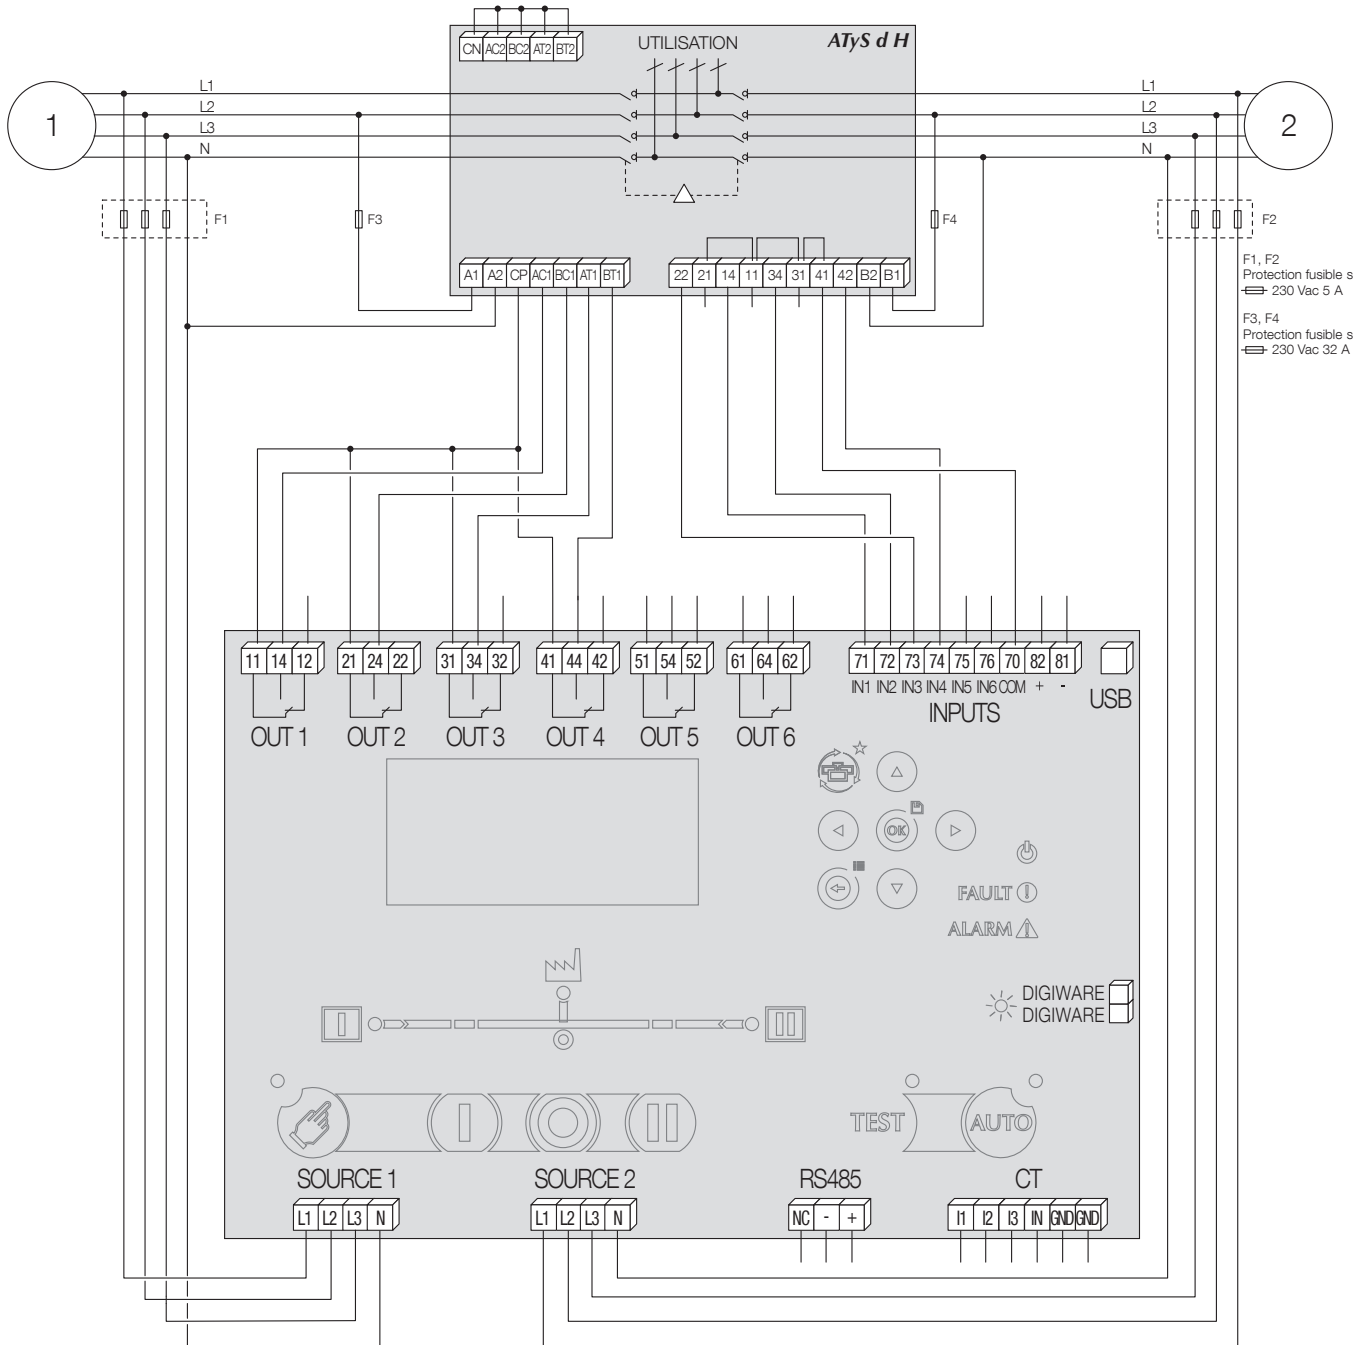 CN AC2 BC2 AT2 BT2
UTILISATION
ATyS d H
L1
L2
L3
N
1
L1
L2
L3
N
2
F1
F3
F4
F2
F1, F2
Protection fusible s
230 Vac 5 A
F3, F4
Protection fusible s
230 Vac 32 A
A1 A2 CP AC1 BC1 AT1 BT1
22 21 14 11 34 31 41 42 B2 B1
11 14 12
21 24 22
31 34 32
41 44 42
51 54 52
61 64 62
71 72 73 74 75 76 70 82 81
IN1 IN2 IN3 IN4 IN5 IN6 COM + -
INPUTS
USB
OUT 1
OUT 2
OUT 3
OUT 4
OUT 5
OUT 6
OK
FAULT
ALARM
DIGIWARE
DIGIWARE
I
II
I
II
TEST
AUTO
SOURCE 1
SOURCE 2
RS485
CT
L1 L2 L3 N
L1 L2 L3 N
NC - +
I1 I2 I3 IN GND GND